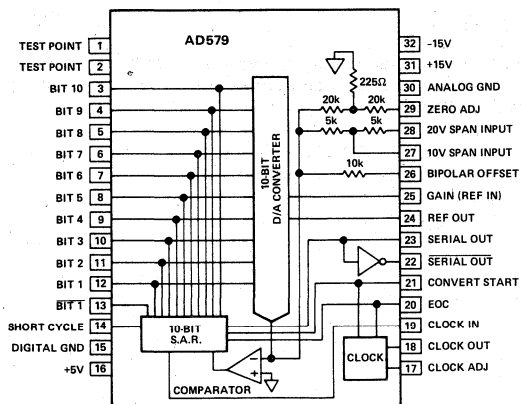 AD579
TEST POINT 1
TEST POINT 2
BIT 10 3
BIT 9 4
BIT 8 5
BIT 7 6
BIT 6 7
BIT 5 8
BIT 4 9
BIT 3 10
BIT 2 11
BIT 1 12
BIT 1 13
SHORT CYCLE 14
DIGITAL GND 15
+5V 16
10-BIT
D/A CONVERTER
10-BIT
S.A.R.
COMPARATOR
−
+
225Ω
20k 20k
5k 5k
10k
CLOCK
32 -15V
31 +15V
30 ANALOG GND
29 ZERO ADJ
28 20V SPAN INPUT
27 10V SPAN INPUT
26 BIPOLAR OFFSET
25 GAIN (REF IN)
24 REF OUT
23 SERIAL OUT
22 SERIAL OUT
21 CONVERT START
20 EOC
19 CLOCK IN
18 CLOCK OUT
17 CLOCK ADJ